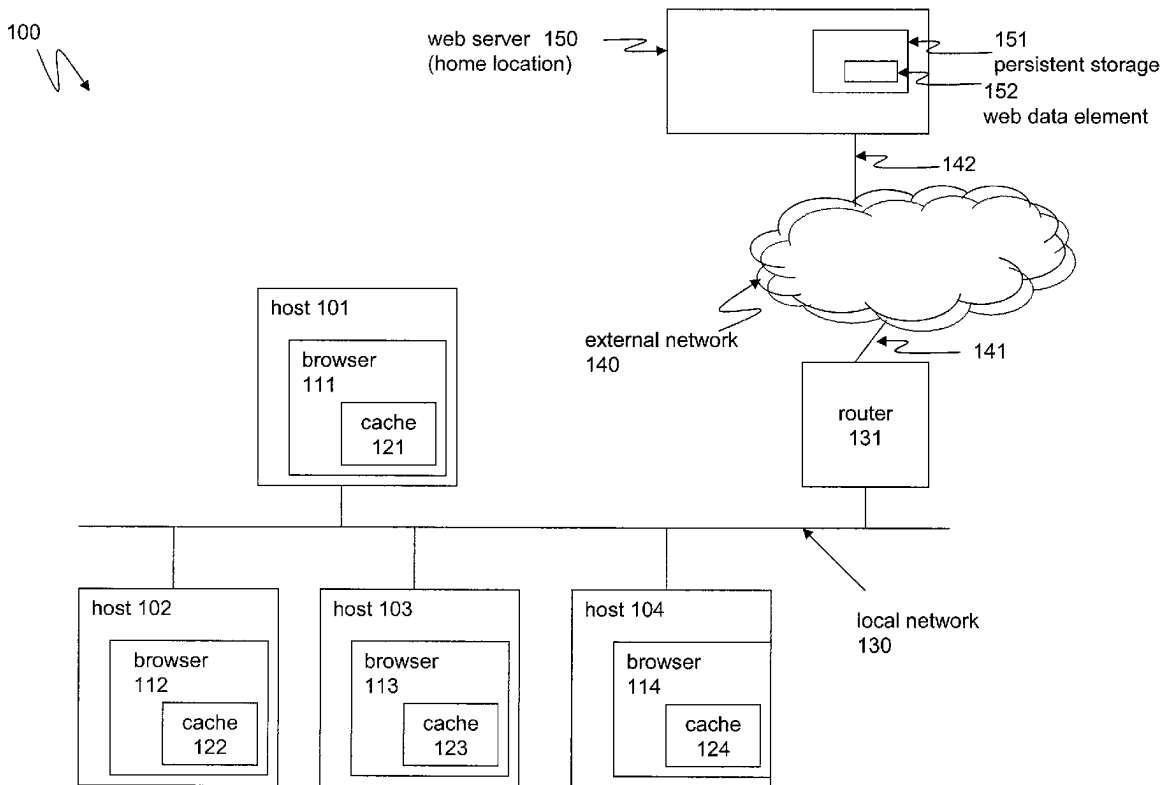 100
web server 150
(home location)
151
persistent storage
152
web data element
142
host 101
browser
111
cache
121
external network
140
141
router
131
host 102
browser
112
cache
122
host 103
browser
113
cache
123
host 104
browser
114
cache
124
local network
130